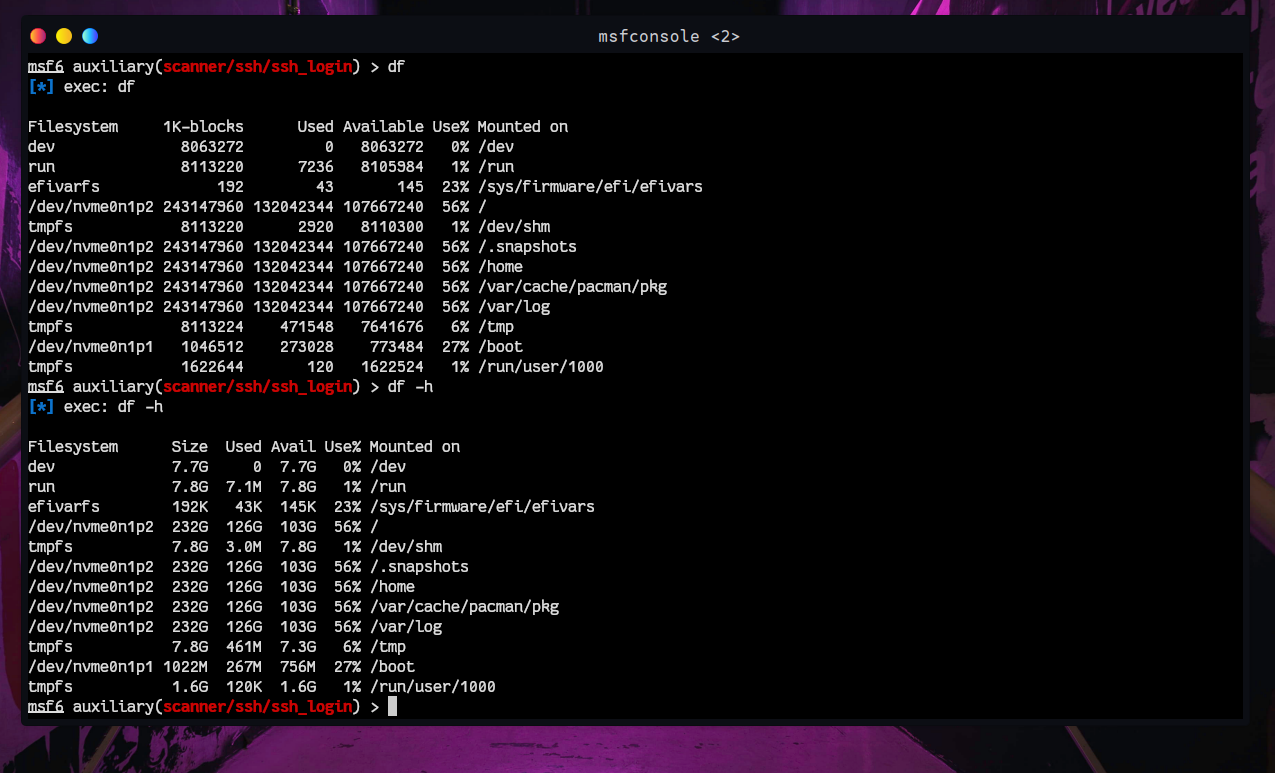 msfconsole <2>
msf6 auxiliary(scanner/ssh/ssh_login) > df
[*] exec: df
Filesystem     1K-blocks      Used Available Use% Mounted on
dev              8063272         0   8063272   0% /dev
run              8113220      7236   8105984   1% /run
efivarfs             192        43       145  23% /sys/firmware/efi/efivars
/dev/nvme0n1p2 243147960 132042344 107667240  56% /
tmpfs            8113220      2920   8110300   1% /dev/shm
/dev/nvme0n1p2 243147960 132042344 107667240  56% /.snapshots
/dev/nvme0n1p2 243147960 132042344 107667240  56% /home
/dev/nvme0n1p2 243147960 132042344 107667240  56% /var/cache/pacman/pkg
/dev/nvme0n1p2 243147960 132042344 107667240  56% /var/log
tmpfs            8113224    471548   7641676   6% /tmp
/dev/nvme0n1p1   1046512    273028    773484  27% /boot
tmpfs            1622644       120   1622524   1% /run/user/1000
msf6 auxiliary(scanner/ssh/ssh_login) > df -h
[*] exec: df -h
Filesystem      Size  Used Avail Use% Mounted on
dev             7.7G     0  7.7G   0% /dev
run             7.8G  7.1M  7.8G   1% /run
efivarfs        192K   43K  145K  23% /sys/firmware/efi/efivars
/dev/nvme0n1p2  232G  126G  103G  56% /
tmpfs           7.8G  3.0M  7.8G   1% /dev/shm
/dev/nvme0n1p2  232G  126G  103G  56% /.snapshots
/dev/nvme0n1p2  232G  126G  103G  56% /home
/dev/nvme0n1p2  232G  126G  103G  56% /var/cache/pacman/pkg
/dev/nvme0n1p2  232G  126G  103G  56% /var/log
tmpfs           7.8G  461M  7.3G   6% /tmp
/dev/nvme0n1p1 1022M  267M  756M  27% /boot
tmpfs           1.6G  120K  1.6G   1% /run/user/1000
msf6 auxiliary(scanner/ssh/ssh_login) >